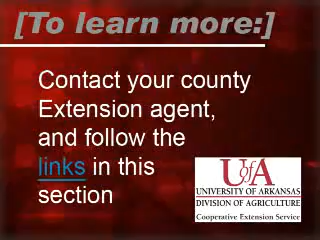 [To learn more:]
Contact your county
Extension agent,
and follow the
links in this
section
UofA
UNIVERSITY OF ARKANSAS
DIVISION OF AGRICULTURE
Cooperative Extension Service